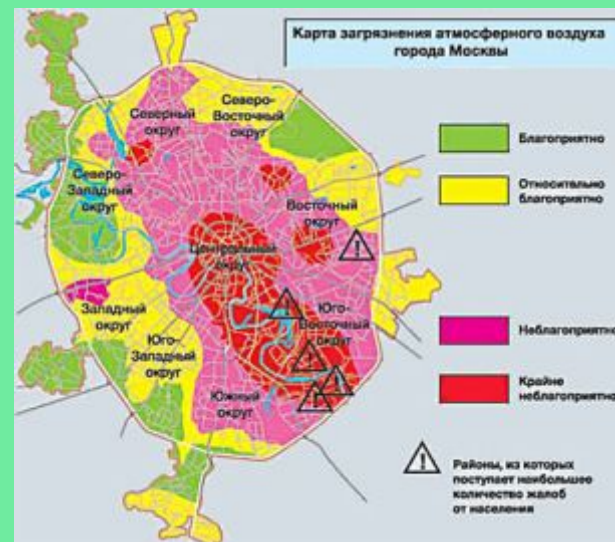 Карта загрязнения атмосферного воздуха
города Москвы
Северный
округ
Северо-
Восточный
округ
Северо-
Западный
округ
Восточный
округ
Центральный
округ
Западный
округ
Юго-
Западный
округ
Юго-
Восточный
округ
Южный
округ
Благоприятно
Относительно
благоприятно
Неблагоприятно
Крайне
неблагоприятно
Районы, из которых
поступает наибольшее
количество жалоб
от населения